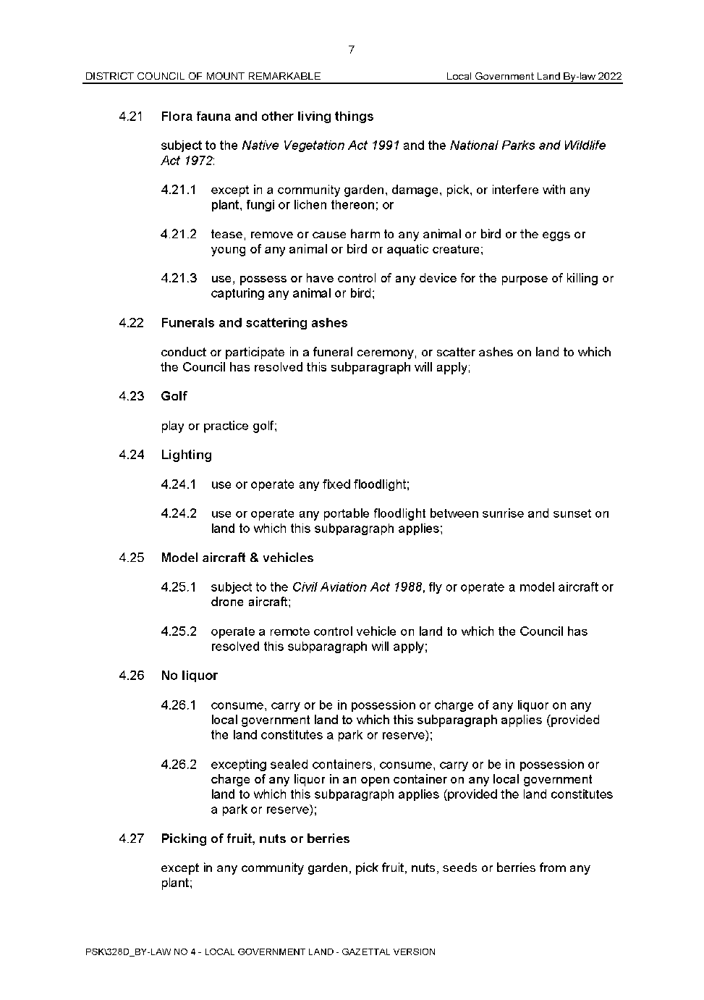 7
DISTRICT COUNCIL OF MOUNT REMARKABLE Local Government Land By-law 2022
4.21 Flora fauna and other living things
subject to the Native Vegetation Act 1991 and the National Parks and Wildlife
Act 1972:
4.21.1 except in a community garden, damage, pick, or interfere with any
plant, fungi or lichen thereon; or
4.21.2 tease, remove or cause harm to any animal or bird or the eggs or
young of any animal or bird or aquatic creature;
4.21.3 use, possess or have control of any device for the purpose of killing or
capturing any animal or bird;
4.22 Funerals and scattering ashes
conduct or participate in a funeral ceremony, or scatter ashes on land to which
the Council has resolved this subparagraph will apply;
4.23 Golf
play or practice golf;
4.24 Lighting
4.24.1 use or operate any fixed floodlight;
4.24.2 use or operate any portable floodlight between sunrise and sunset on
land to which this subparagraph applies;
4.25 Model aircraft & vehicles
4.25.1 subject to the Civil Aviation Act 1988, fly or operate a model aircraft or
drone aircraft;
4.25.2 operate a remote control vehicle on land to which the Council has
resolved this subparagraph will apply;
4.26 No liquor
4.26.1 consume, carry or be in possession or charge of any liquor on any
local government land to which this subparagraph applies (provided
the land constitutes a park or reserve);
4.26.2 excepting sealed containers, consume, carry or be in possession or
charge of any liquor in an open container on any local government
land to which this subparagraph applies (provided the land constitutes
a park or reserve);
4.27 Picking of fruit, nuts or berries
except in any community garden, pick fruit, nuts, seeds or berries from any
plant;
PSK\328D_BY-LAW NO 4 - LOCAL GOVERNMENT LAND - GAZETTAL VERSION